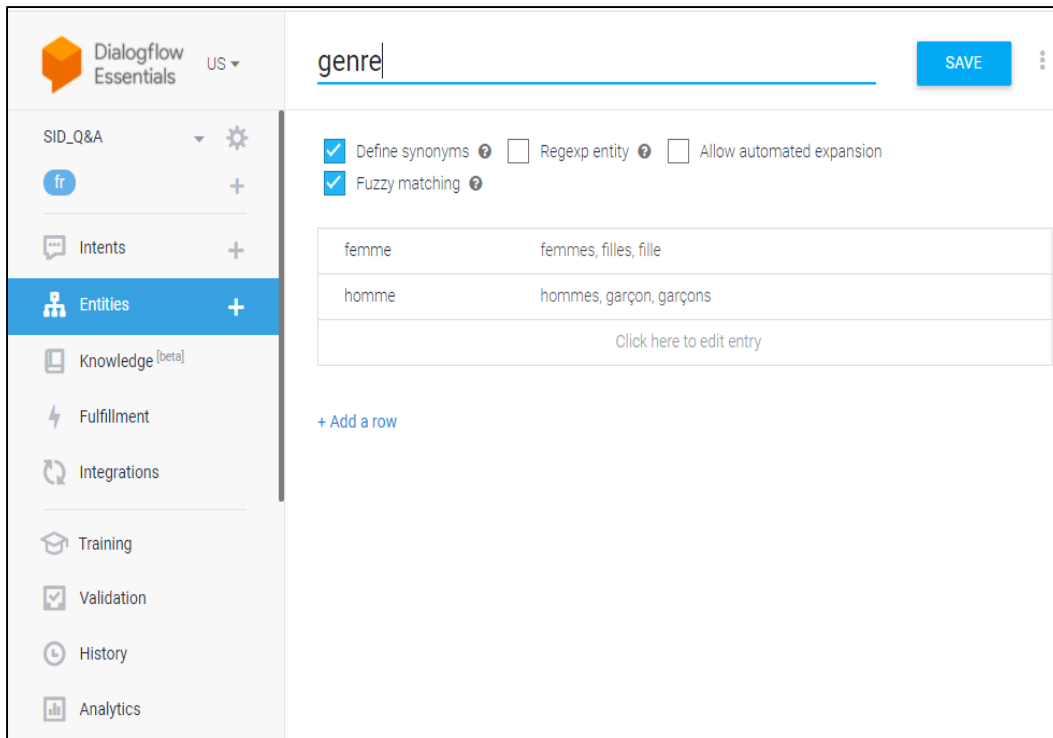 Dialogflow
Essentials
US
genre
SAVE
SID_Q&A
fr
Define synonyms
Regexp entity
Allow automated expansion
Fuzzy matching
Intents
Entities
Knowledge [beta]
Fulfillment
Integrations
Training
Validation
History
Analytics
femme femmes, filles, fille
homme hommes, garçon, garçons
Click here to edit entry
+ Add a row